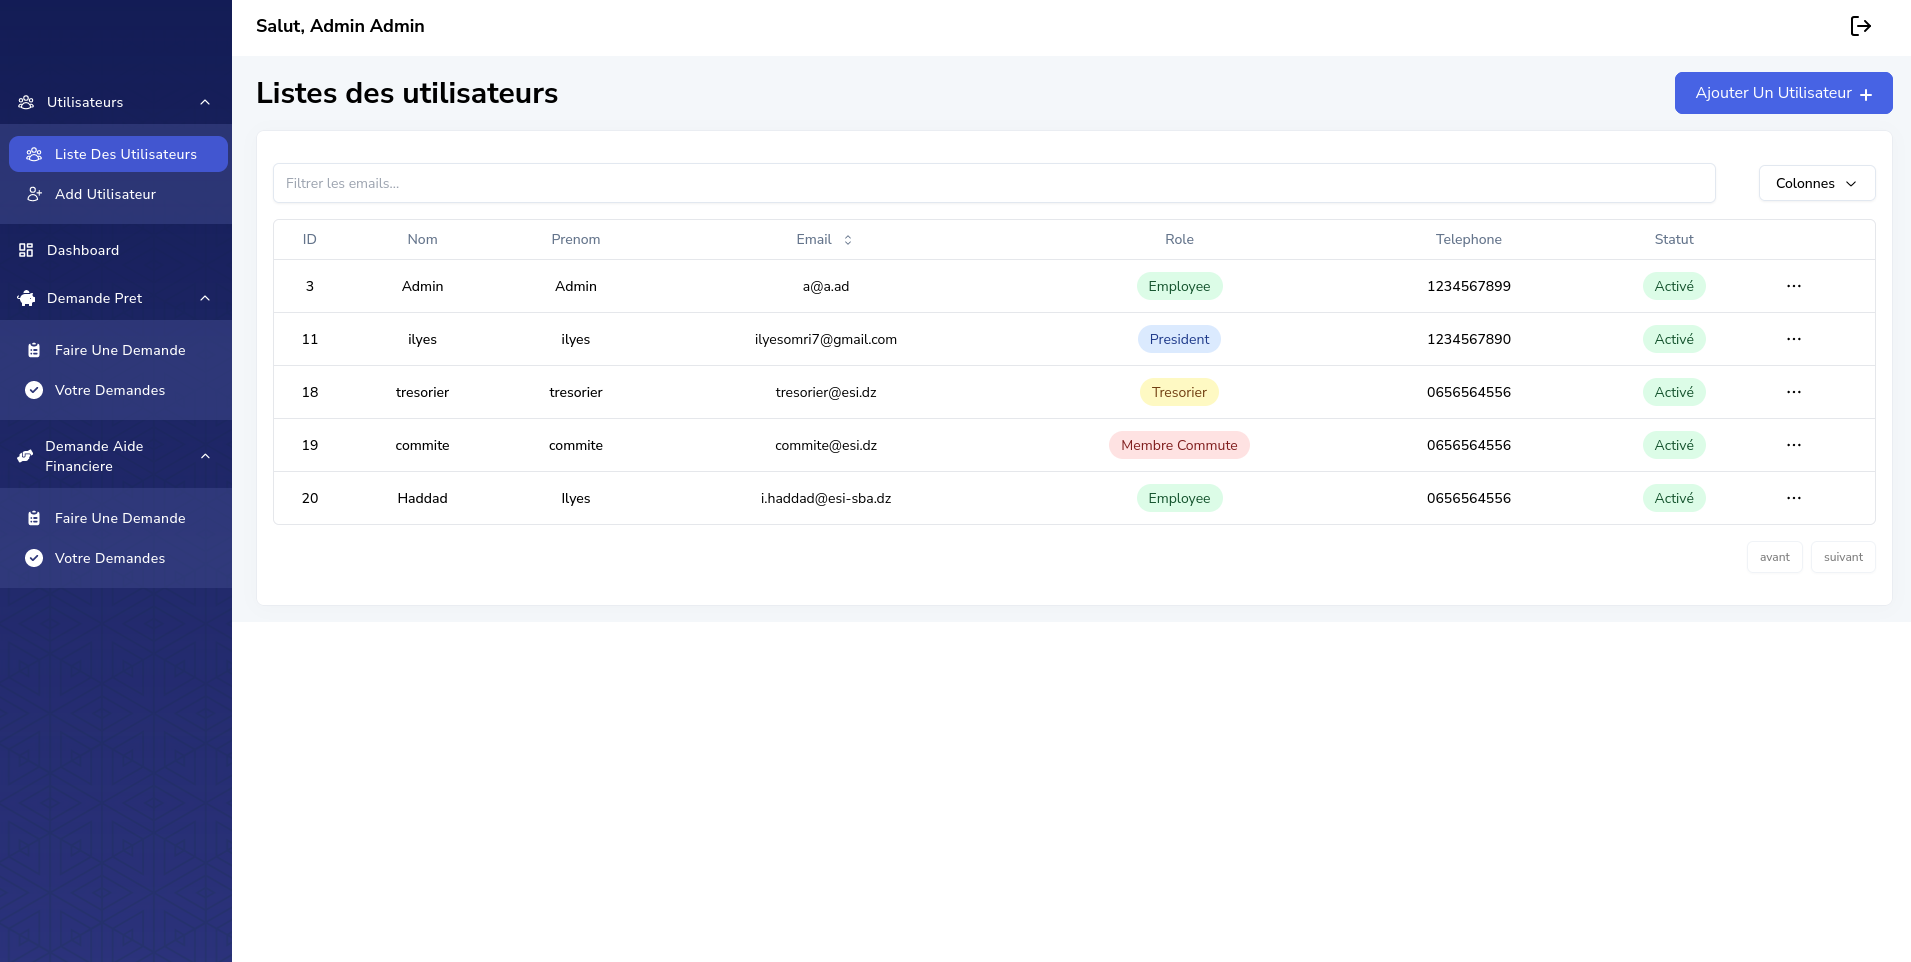 Salut, Admin Admin
Utilisateurs
Liste Des Utilisateurs
Add Utilisateur
Dashboard
Demande Pret
Faire Une Demande
Votre Demandes
Demande Aide
Financiere
Faire Une Demande
Votre Demandes
Listes des utilisateurs
Ajouter Un Utilisateur +
Filtrer les emails...
Colonnes
ID Nom Prenom Email Role Telephone Statut
3 Admin Admin a@a.ad Employee 1234567899 Activé ...
11 ilyes ilyes ilyesomri7@gmail.com President 1234567890 Activé ...
18 tresorier tresorier tresorier@esi.dz Tresorier 0656564556 Activé ...
19 commite commite commite@esi.dz Membre Commute 0656564556 Activé ...
20 Haddad Ilyes i.haddad@esi-sba.dz Employee 0656564556 Activé ...
avant suivant